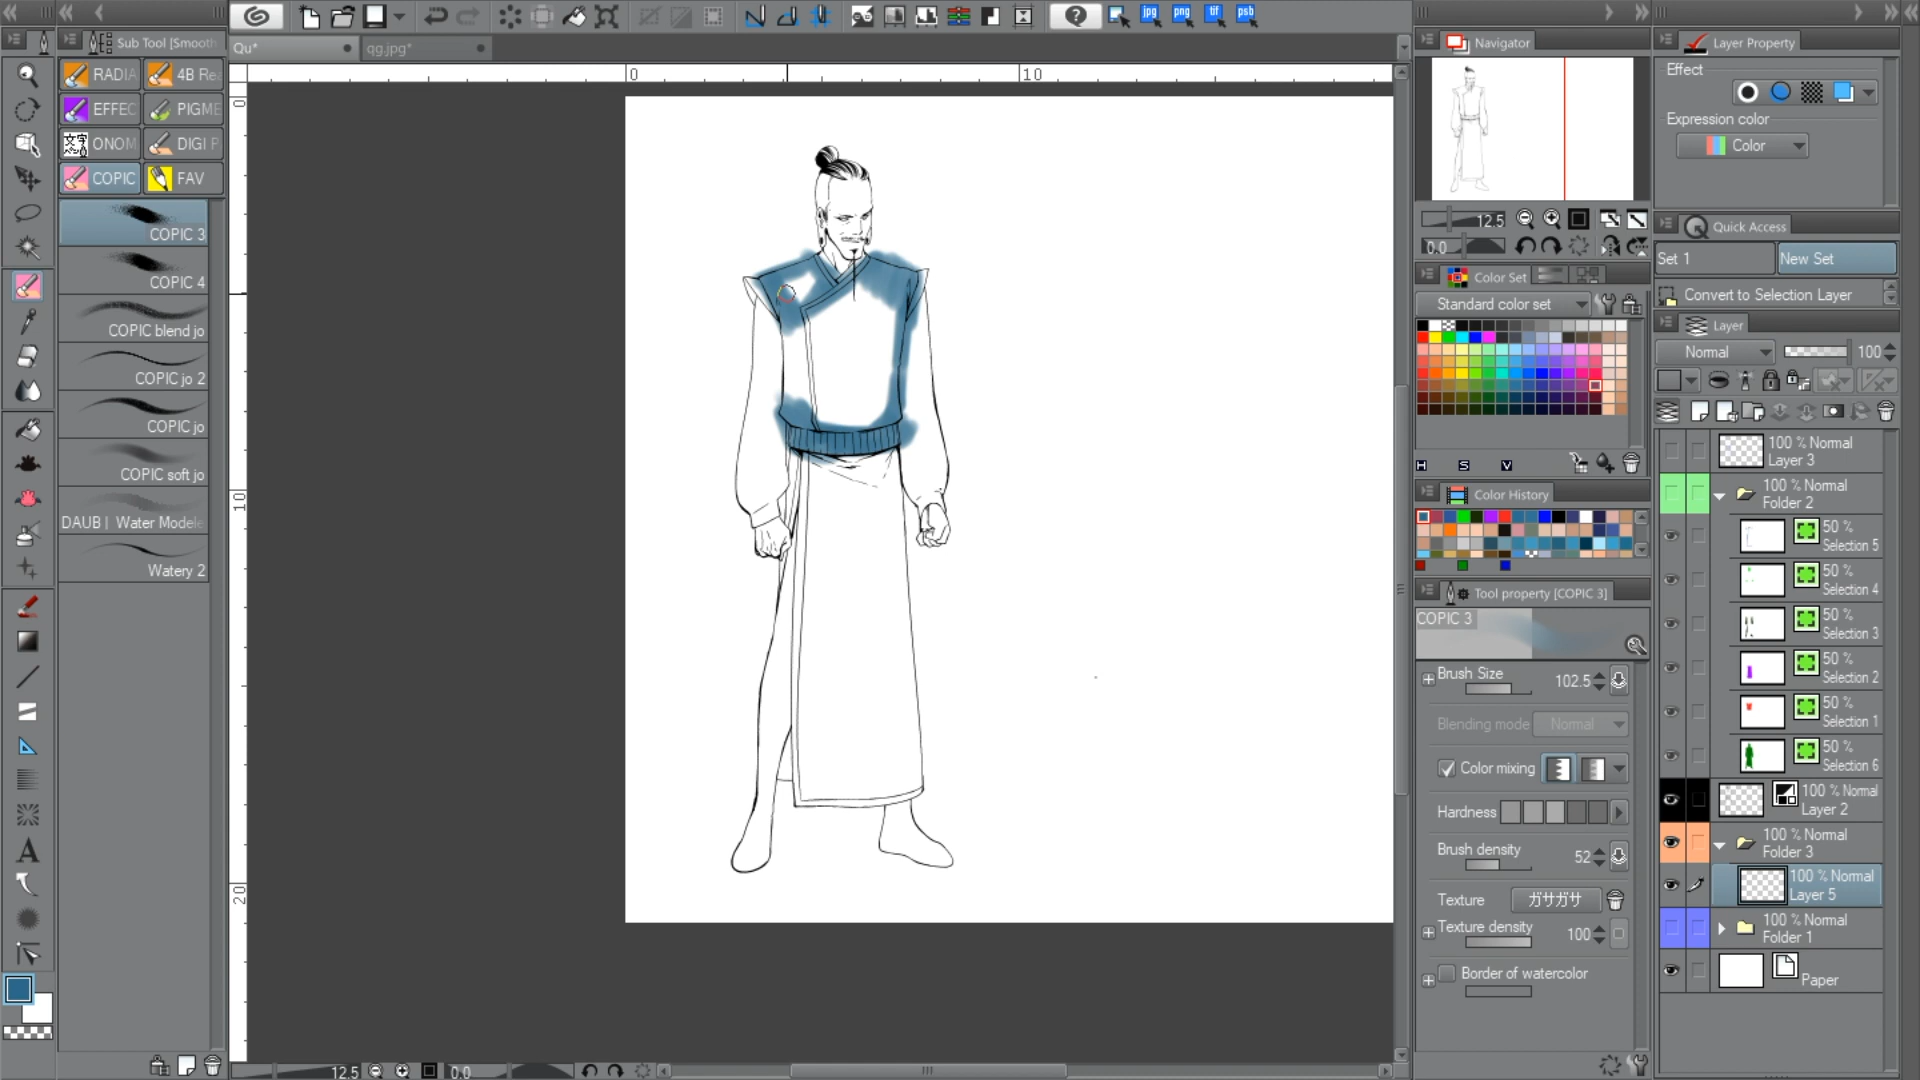 Sub Tool [Smooth
Qu*
qg.jpg*
jpg
png
tif
psb
RADIA
4B Re
EFFEC
PIGME
ONOM
DIGI P
COPIC
FAV
COPIC 3
COPIC 4
COPIC blend jo
COPIC jo 2
COPIC jo
COPIC soft jo
DAUB | Water Modele
Watery 2
0
10
0
10
20
12.5
0.0
Navigator
12.5
0.0
Color Set
Standard color set
H
S
V
Color History
Tool property [COPIC 3]
COPIC 3
Brush Size
102.5
Blending mode
Normal
Color mixing
Hardness
Brush density
52
Texture
ガサガサ
Texture density
100
Border of watercolor
Layer Property
Effect
Expression color
Color
Quick Access
Set 1
New Set
Convert to Selection Layer
Layer
Normal
100
100 % Normal
Layer 3
100 % Normal
Folder 2
50 %
Selection 5
50 %
Selection 4
50 %
Selection 3
50 %
Selection 2
50 %
Selection 1
50 %
Selection 6
100 % Normal
Layer 2
100 % Normal
Folder 3
100 % Normal
Layer 5
100 % Normal
Folder 1
Paper